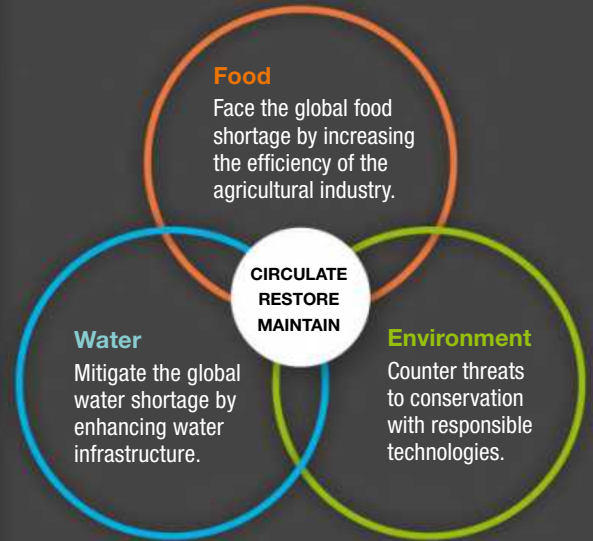 Food
Face the global food
shortage by increasing
the efficiency of the
agricultural industry.
CIRCULATE
RESTORE
MAINTAIN
Water
Mitigate the global
water shortage by
enhancing water
infrastructure.
Environment
Counter threats
to conservation
with responsible
technologies.